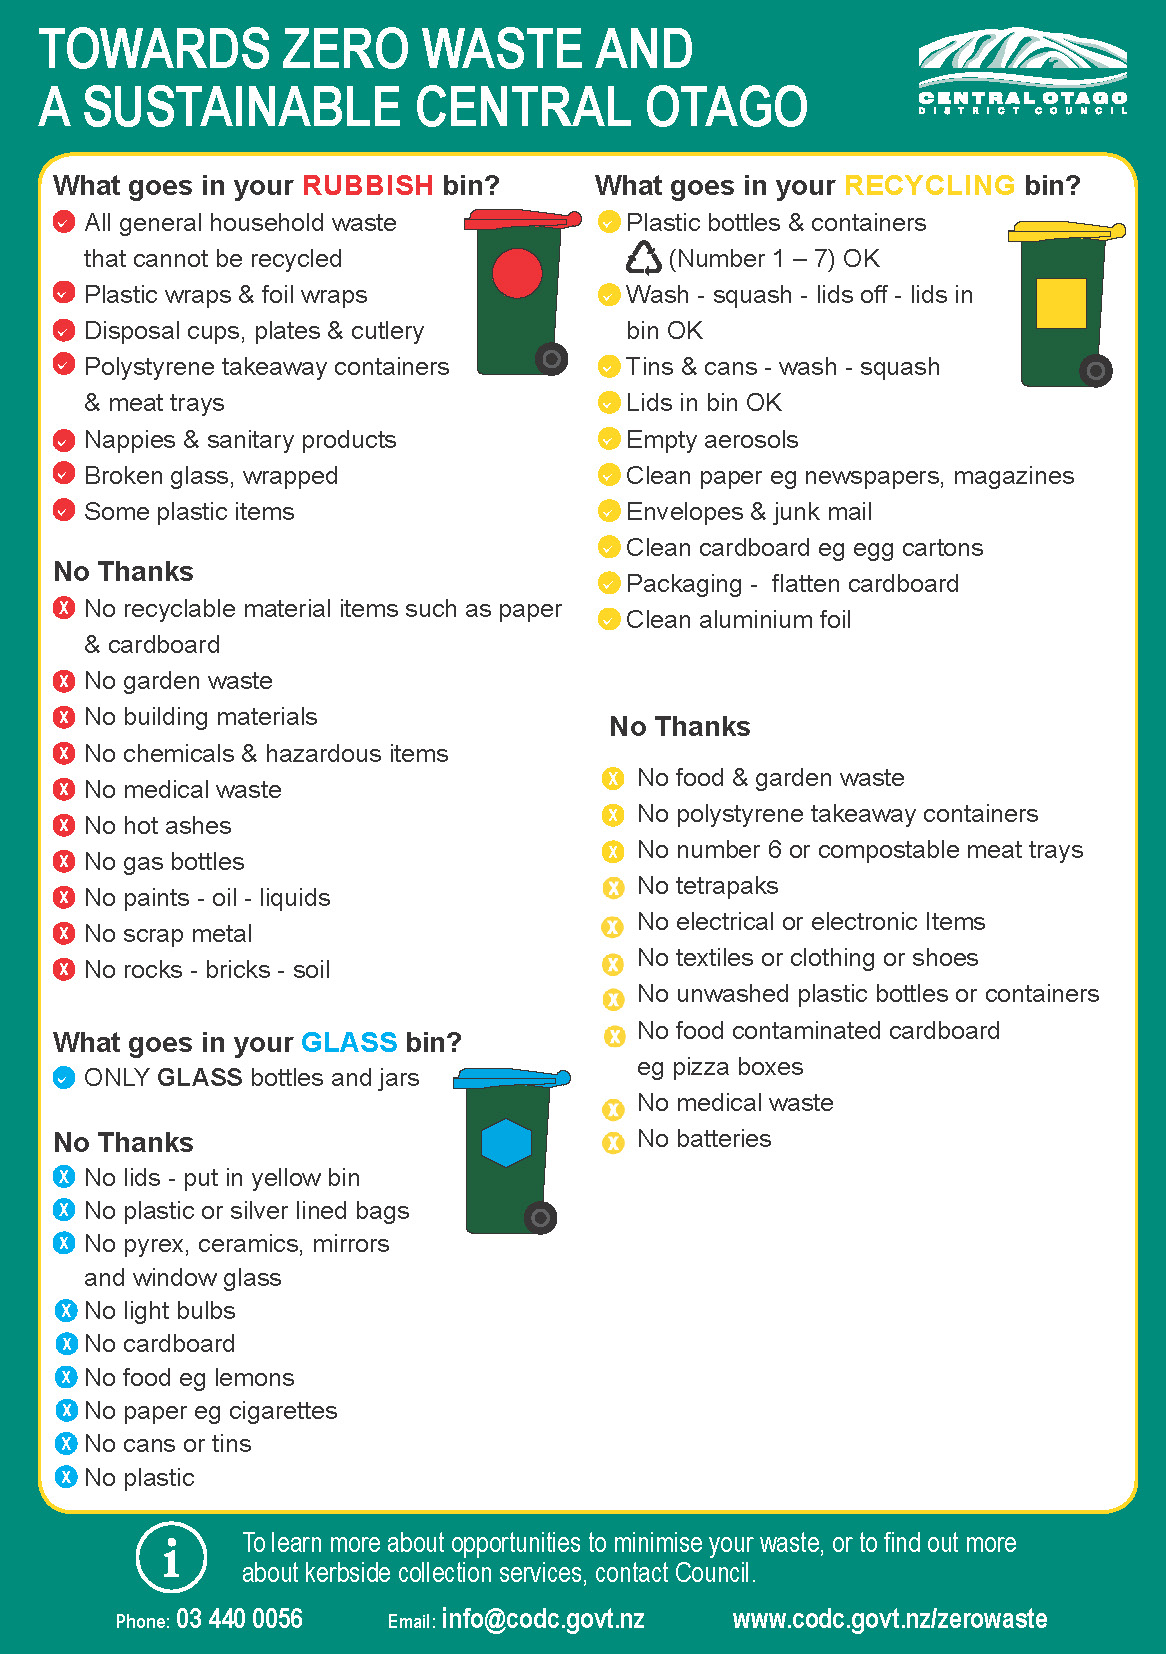 TOWARDS ZERO WASTE AND
A SUSTAINABLE CENTRAL OTAGO
CENTRAL OTAGO
DISTRICT COUNCIL
What goes in your RUBBISH bin?
All general household waste
that cannot be recycled
Plastic wraps & foil wraps
Disposal cups, plates & cutlery
Polystyrene takeaway containers
& meat trays
Nappies & sanitary products
Broken glass, wrapped
Some plastic items
No Thanks
No recyclable material items such as paper
& cardboard
No garden waste
No building materials
No chemicals & hazardous items
No medical waste
No hot ashes
No gas bottles
No paints - oil - liquids
No scrap metal
No rocks - bricks - soil
What goes in your GLASS bin?
ONLY GLASS bottles and jars
No Thanks
No lids - put in yellow bin
No plastic or silver lined bags
No pyrex, ceramics, mirrors
and window glass
No light bulbs
No cardboard
No food eg lemons
No paper eg cigarettes
No cans or tins
No plastic
What goes in your RECYCLING bin?
Plastic bottles & containers
(Number 1 – 7) OK
Wash - squash - lids off - lids in
bin OK
Tins & cans - wash - squash
Lids in bin OK
Empty aerosols
Clean paper eg newspapers, magazines
Envelopes & junk mail
Clean cardboard eg egg cartons
Packaging - flatten cardboard
Clean aluminium foil
No Thanks
No food & garden waste
No polystyrene takeaway containers
No number 6 or compostable meat trays
No tetrapaks
No electrical or electronic Items
No textiles or clothing or shoes
No unwashed plastic bottles or containers
No food contaminated cardboard
eg pizza boxes
No medical waste
No batteries
To learn more about opportunities to minimise your waste, or to find out more
about kerbside collection services, contact Council.
Phone: 03 440 0056 Email: info@codc.govt.nz www.codc.govt.nz/zerowaste